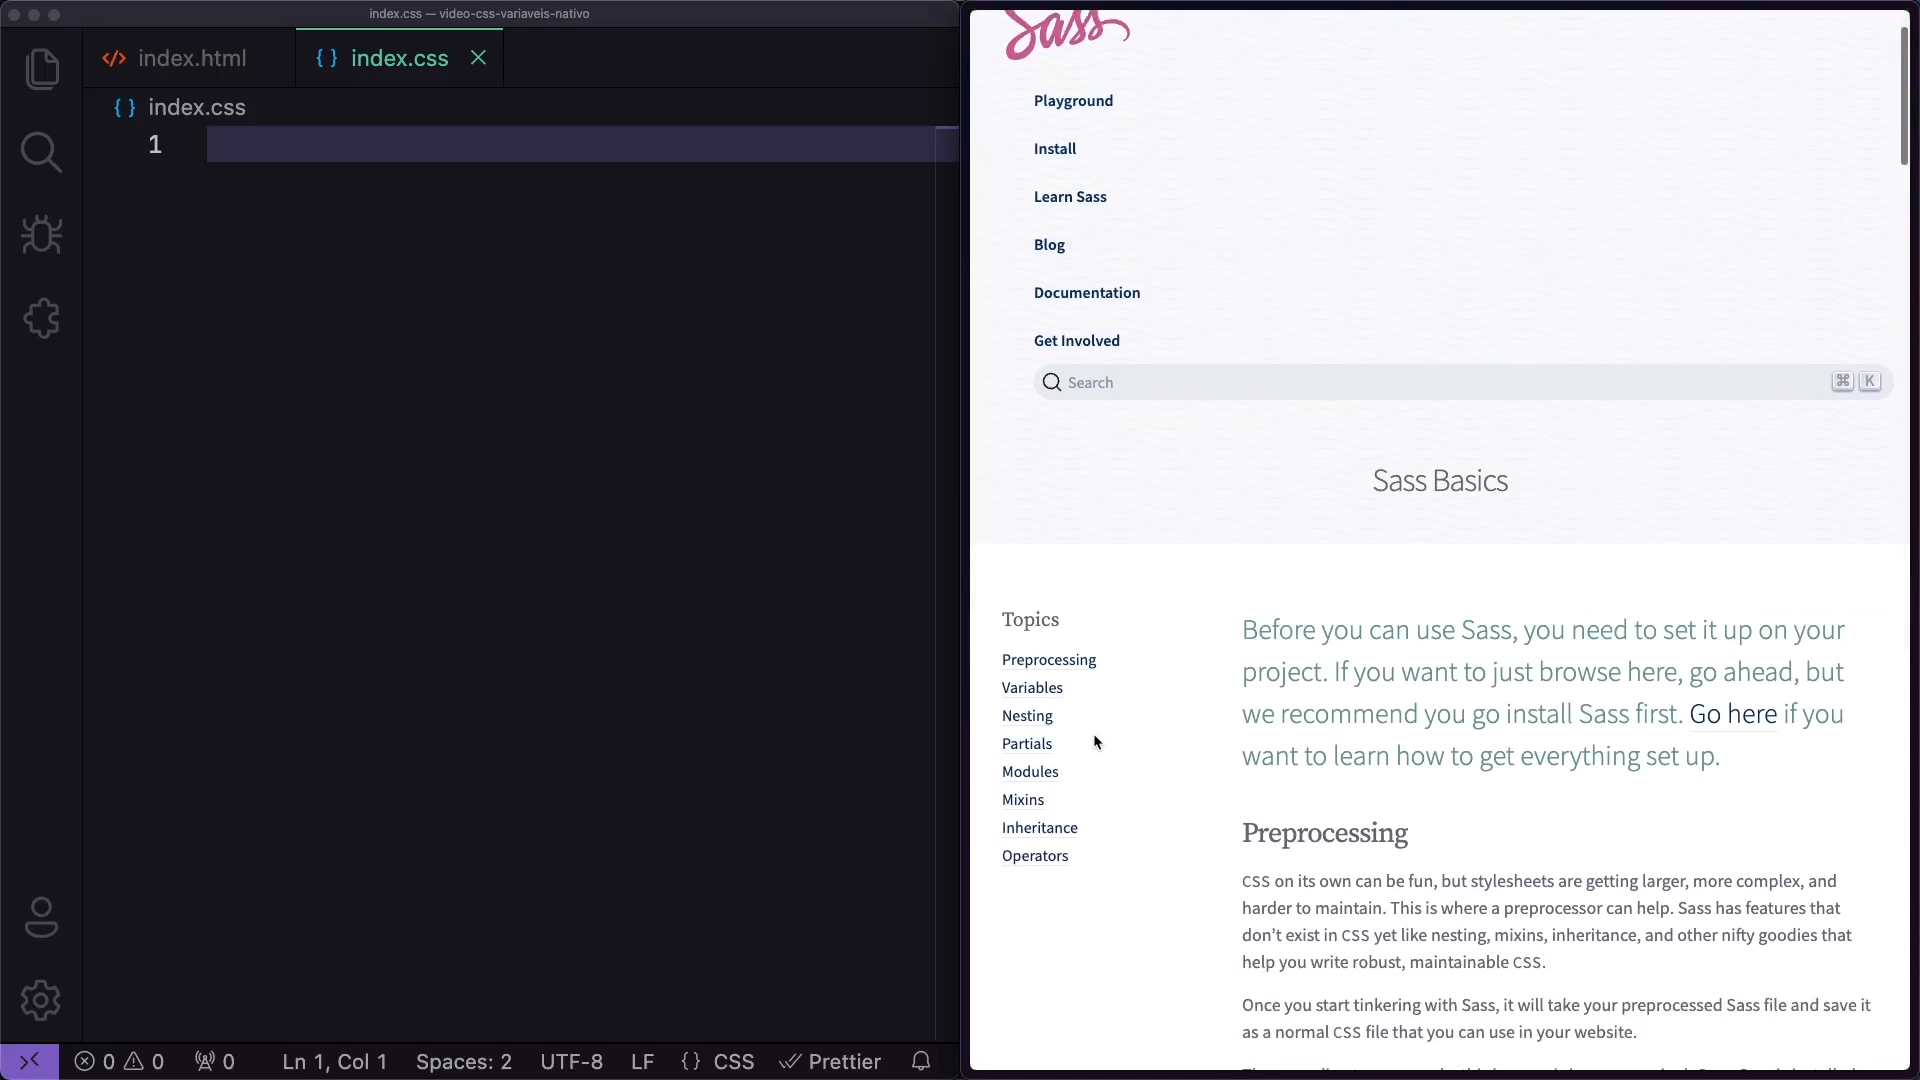 index.css — video-css-variaveis-nativo
</> index.html
{ } index.css
{ } index.css
1
0 0
0
Ln 1, Col 1
Spaces: 2
UTF-8
LF
{ } CSS
Prettier
Sass
Playground
Install
Learn Sass
Blog
Documentation
Get Involved
Search
⌘ K
Sass Basics
Topics
Preprocessing
Variables
Nesting
Partials
Modules
Mixins
Inheritance
Operators
Before you can use Sass, you need to set it up on your
project. If you want to just browse here, go ahead, but
we recommend you go install Sass first. Go here if you
want to learn how to get everything set up.
Preprocessing
CSS on its own can be fun, but stylesheets are getting larger, more complex, and
harder to maintain. This is where a preprocessor can help. Sass has features that
don’t exist in CSS yet like nesting, mixins, inheritance, and other nifty goodies that
help you write robust, maintainable CSS.
Once you start tinkering with Sass, it will take your preprocessed Sass file and save it
as a normal CSS file that you can use in your website.